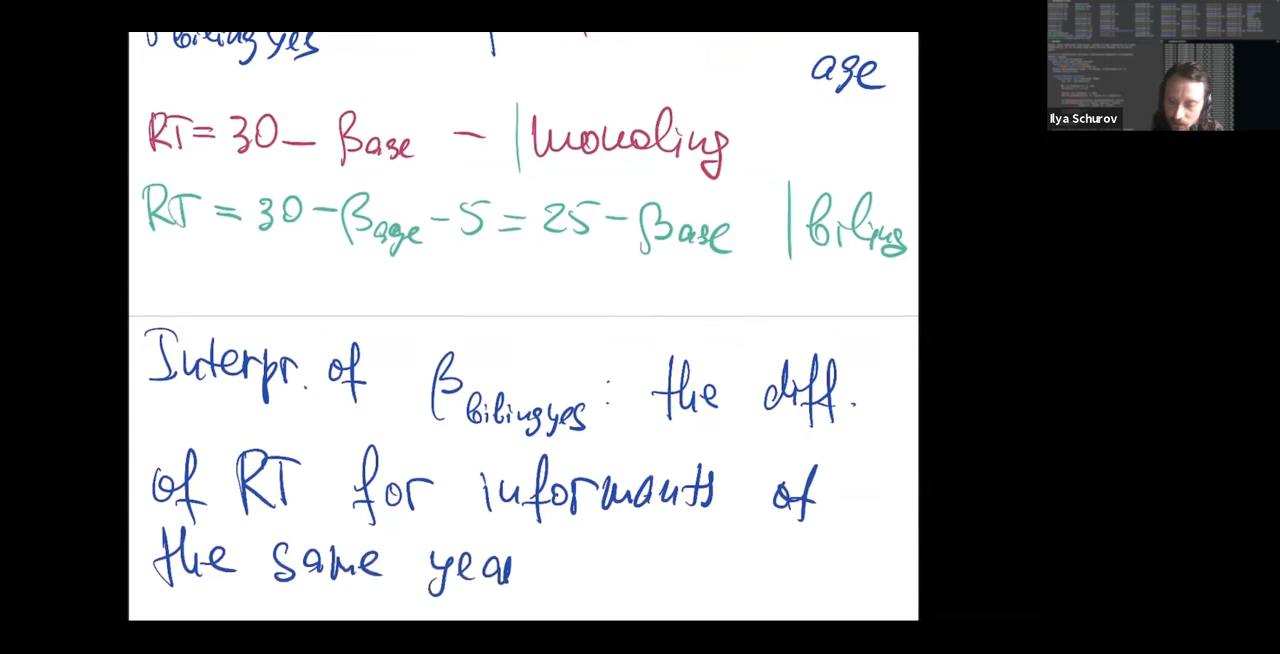 bilingyes
age
RT = 30 - βage - | monoling
RT = 30 - βage - 5 = 25 - βage | biling
Interpr. of βbilingyes : the diff.
of RT for informants of
the same yea
Ilya Schurov